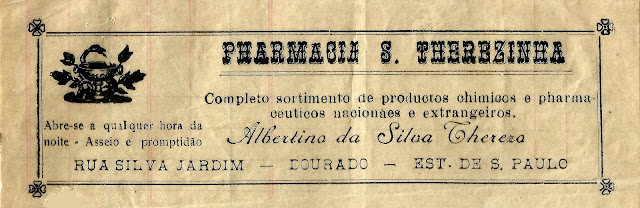 PHARMACIA S. THEREZINHA
Completo sortimento de productos chimicos e pharma-
ceuticos nacionaes e extrangeiros.
Abre-se a qualquer hora da
noite - Asseio e promptidão
Albertino da Silva Thereza
RUA SILVA JARDIM — DOURADO — EST. DE S. PAULO